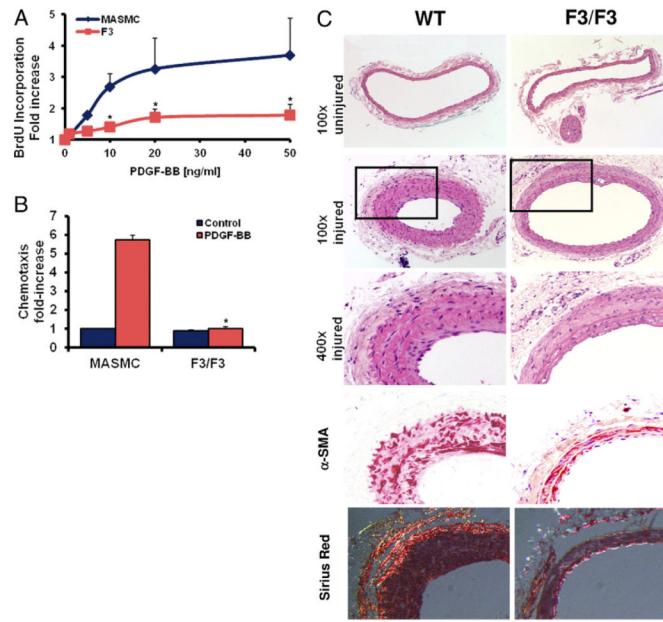 A
MASMC
F3
BrdU Incorporation
Fold increase
5
4
3
2
1
0
10
20
30
40
50
*
*
*
PDGF-BB [ng/ml]
B
Control
PDGF-BB
Chemotaxis
fold-increase
7
6
5
4
3
2
1
0
*
MASMC
F3/F3
C
WT
F3/F3
100x
uninjured
100x
injured
400x
injured
α-SMA
Sirius Red